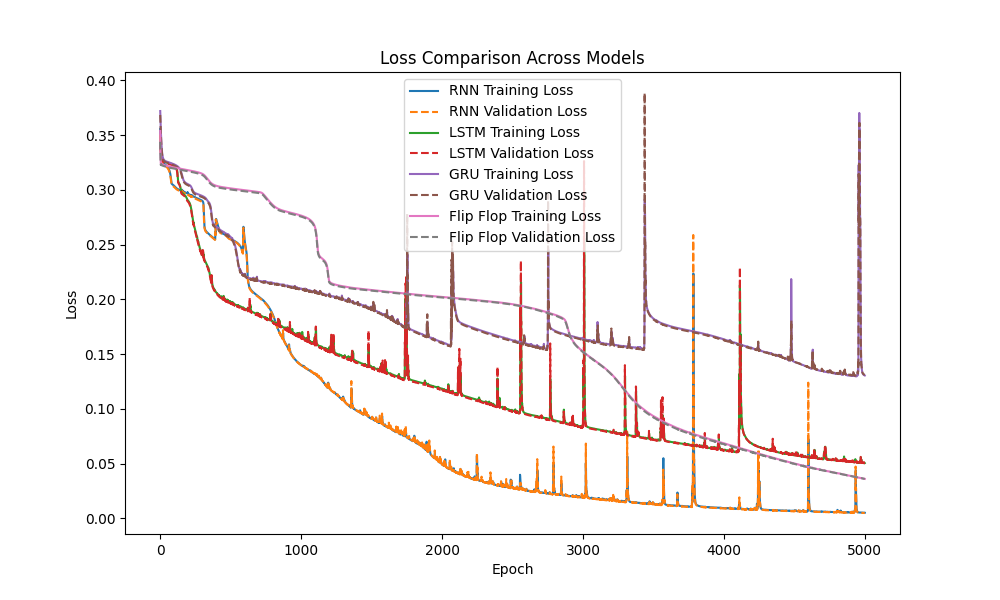 Loss Comparison Across Models
0.40
0.35
0.30
0.25
0.20
0.15
0.10
0.05
0.00
Loss
RNN Training Loss
RNN Validation Loss
LSTM Training Loss
LSTM Validation Loss
GRU Training Loss
GRU Validation Loss
Flip Flop Training Loss
Flip Flop Validation Loss
0 1000 2000 3000 4000 5000
Epoch